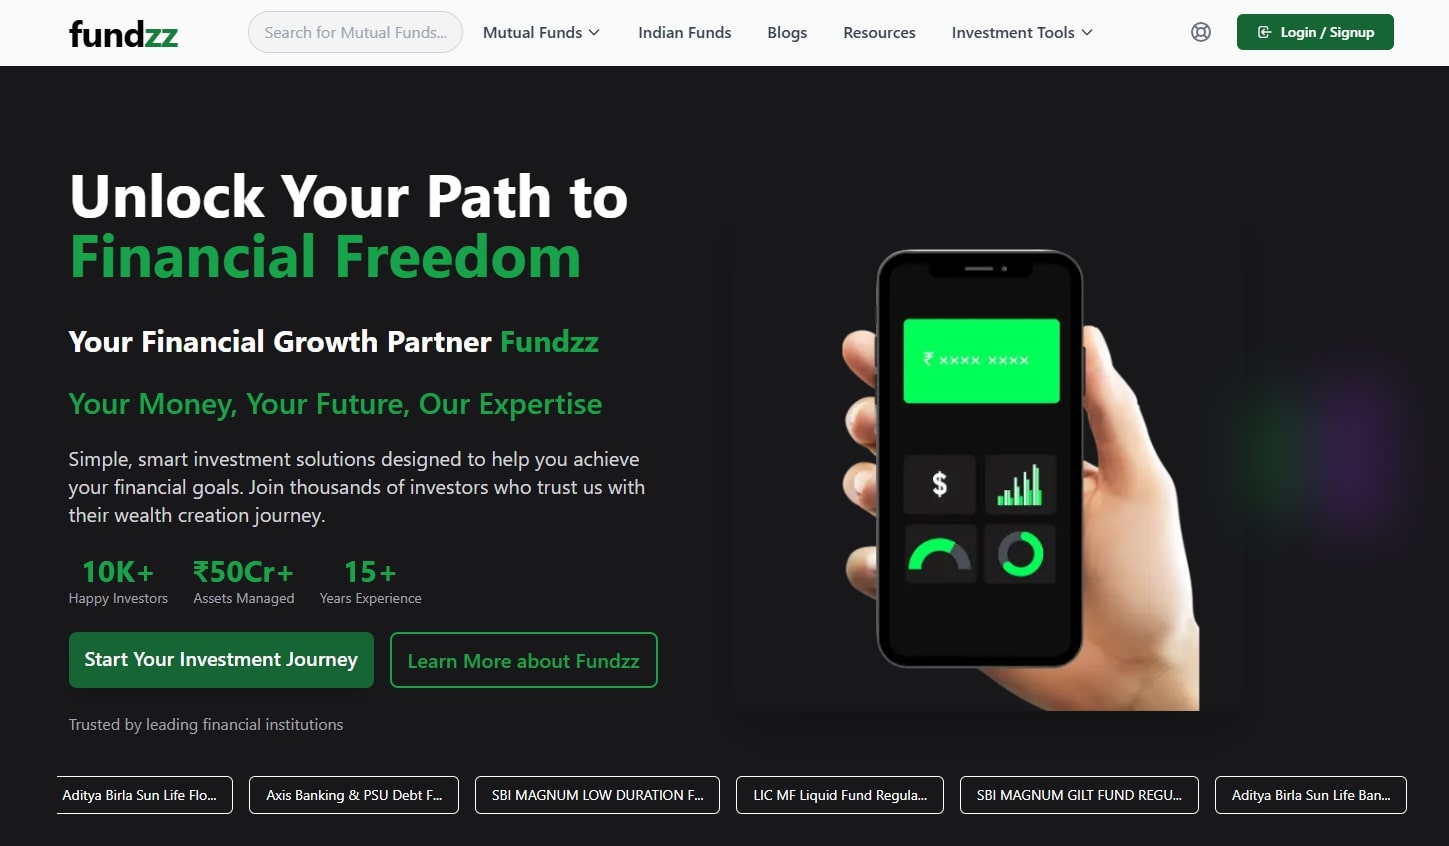 fundzz
Search for Mutual Funds...
Mutual Funds
Indian Funds
Blogs
Resources
Investment Tools
Login / Signup
Unlock Your Path to
Financial Freedom
Your Financial Growth Partner Fundzz
Your Money, Your Future, Our Expertise
Simple, smart investment solutions designed to help you achieve
your financial goals. Join thousands of investors who trust us with
their wealth creation journey.
10K+
Happy Investors
₹50Cr+
Assets Managed
15+
Years Experience
Start Your Investment Journey
Learn More about Fundzz
Trusted by leading financial institutions
₹ xxxx xxxx
$
Aditya Birla Sun Life Flo...
Axis Banking & PSU Debt F...
SBI MAGNUM LOW DURATION F...
LIC MF Liquid Fund Regula...
SBI MAGNUM GILT FUND REGU...
Aditya Birla Sun Life Ban...